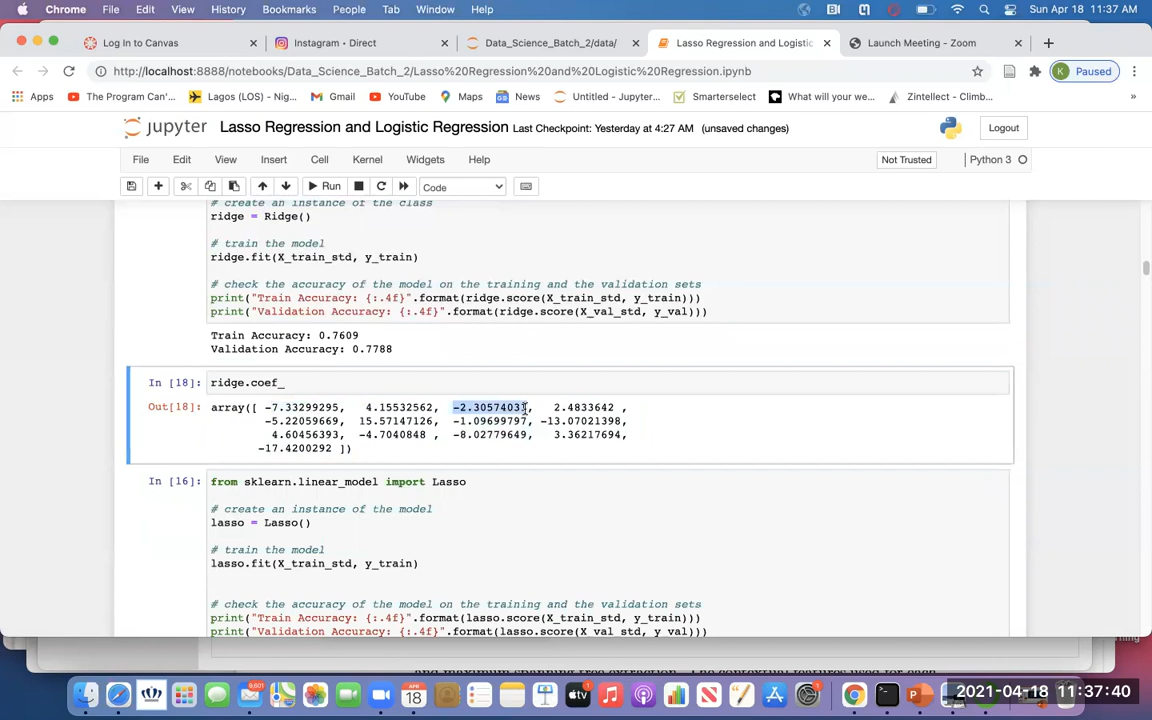 Chrome File Edit View History Bookmarks People Tab Window Help Sun Apr 18 11:37 AM
Log In to Canvas
Instagram • Direct
Data_Science_Batch_2/data/
Lasso Regression and Logistic
Launch Meeting - Zoom
http://localhost:8888/notebooks/Data_Science_Batch_2/Lasso%20Regression%20and%20Logistic%20Regression.ipynb
K Paused
Apps The Program Can'... Lagos (LOS) – Nig... Gmail YouTube Maps News Untitled - Jupyter... Smarterselect What will your we... Zintellect - Climb... »
jupyter Lasso Regression and Logistic Regression Last Checkpoint: Yesterday at 4:27 AM (unsaved changes) Logout
File Edit View Insert Cell Kernel Widgets Help Not Trusted Python 3
Run Code
# create an instance of the class
ridge = Ridge()
# train the model
ridge.fit(X_train_std, y_train)
# check the accuracy of the model on the training and the validation sets
print("Train Accuracy: {:.4f}".format(ridge.score(X_train_std, y_train)))
print("Validation Accuracy: {:.4f}".format(ridge.score(X_val_std, y_val)))
Train Accuracy: 0.7609
Validation Accuracy: 0.7788
In [18]: ridge.coef_
Out[18]: array([ -7.33299295, 4.15532562, -2.30574033, 2.4833642 ,
-5.22059669, 15.57147126, -1.09699797, -13.07021398,
4.60456393, -4.7040848 , -8.02779649, 3.36217694,
-17.4200292 ])
In [16]: from sklearn.linear_model import Lasso
# create an instance of the model
lasso = Lasso()
# train the model
lasso.fit(X_train_std, y_train)
# check the accuracy of the model on the training and the validation sets
print("Train Accuracy: {:.4f}".format(lasso.score(X_train_std, y_train)))
print("Validation Accuracy: {:.4f}".format(lasso.score(X_val_std, y_val)))
8,601
APR
18
tv
2021-04-18 11:37:40